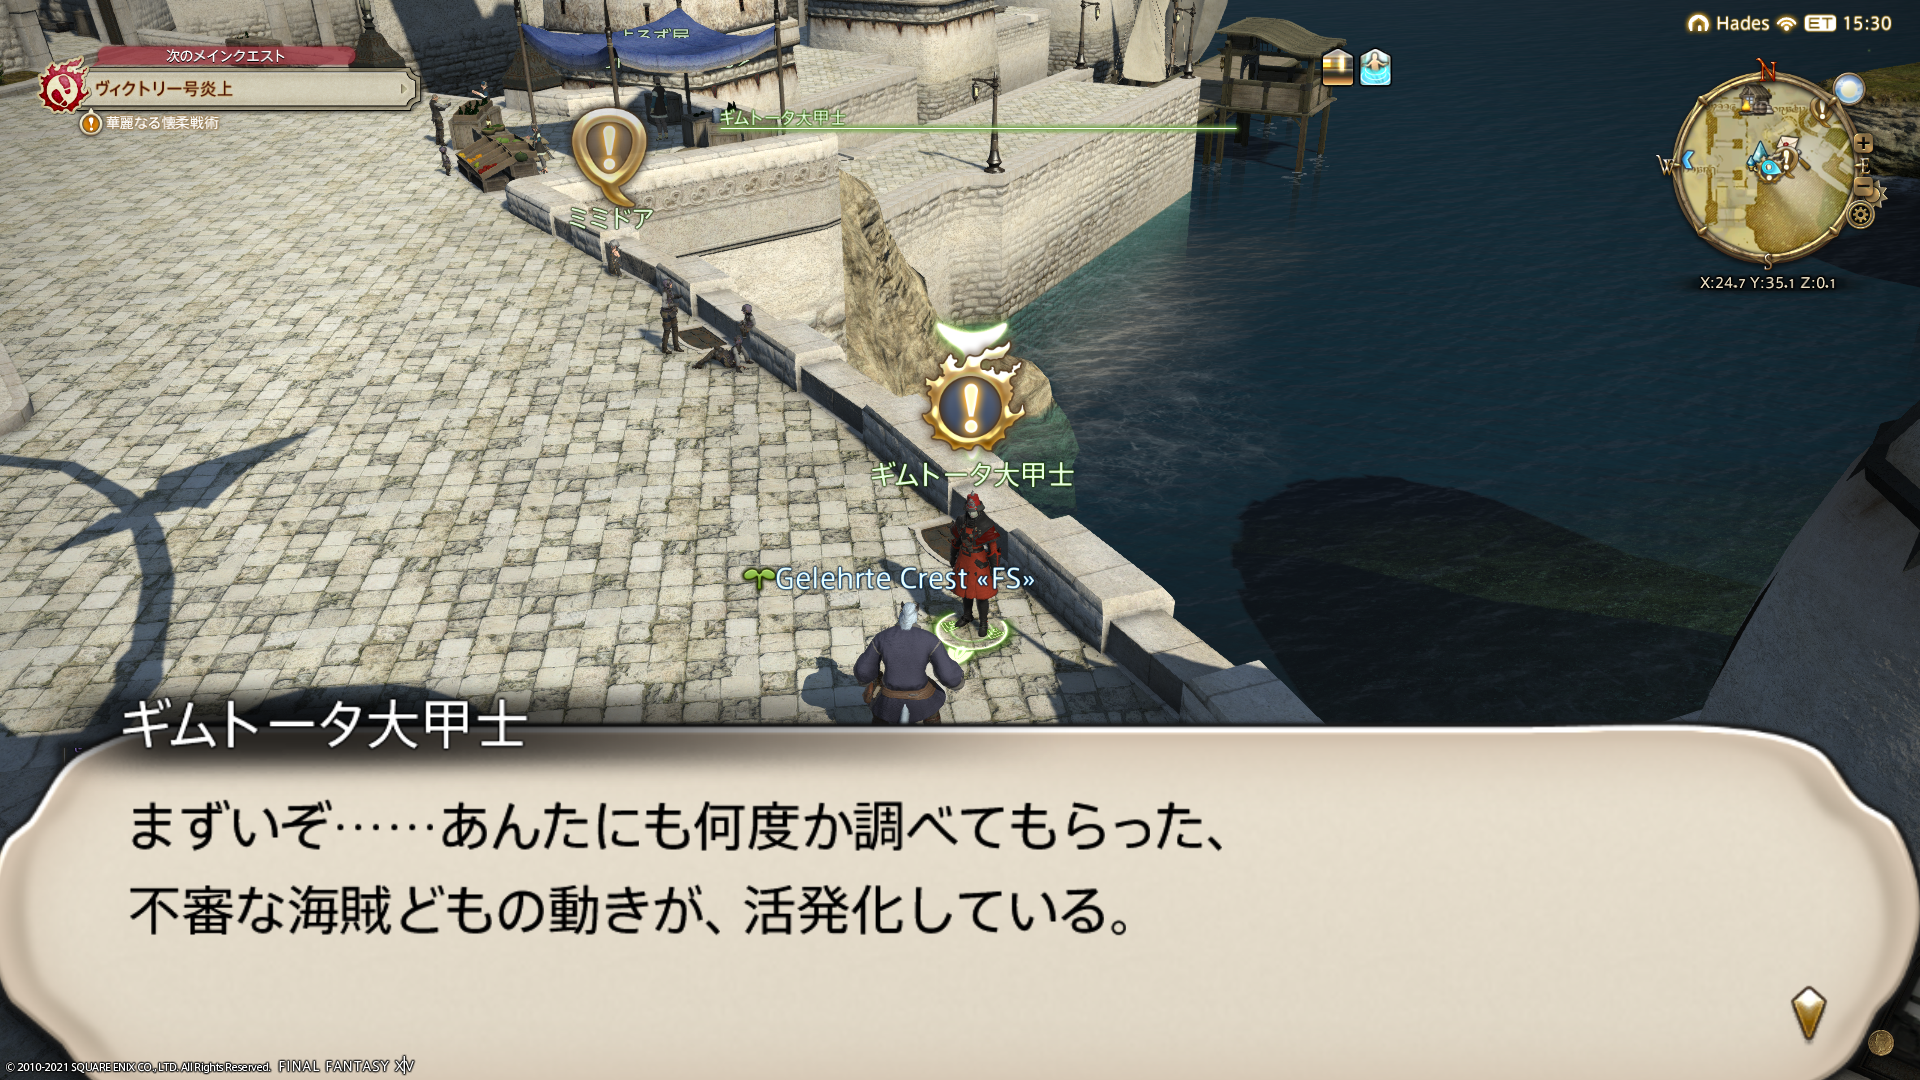 次のメインクエスト
ヴィクトリー号炎上
華麗なる懐柔戦術
よろず屋
ギムトータ大甲士
Hades ET 15:30
N
W
E
S
X:24.7 Y:35.1 Z:0.1
ミミドア
ギムトータ大甲士
Gelehrte Crest «FS»
ギムトータ大甲士
まずいぞ……あんたにも何度か調べてもらった、
不審な海賊どもの動きが、活発化している。
© 2010-2021 SQUARE ENIX CO., LTD. All Rights Reserved. FINAL FANTASY XIV